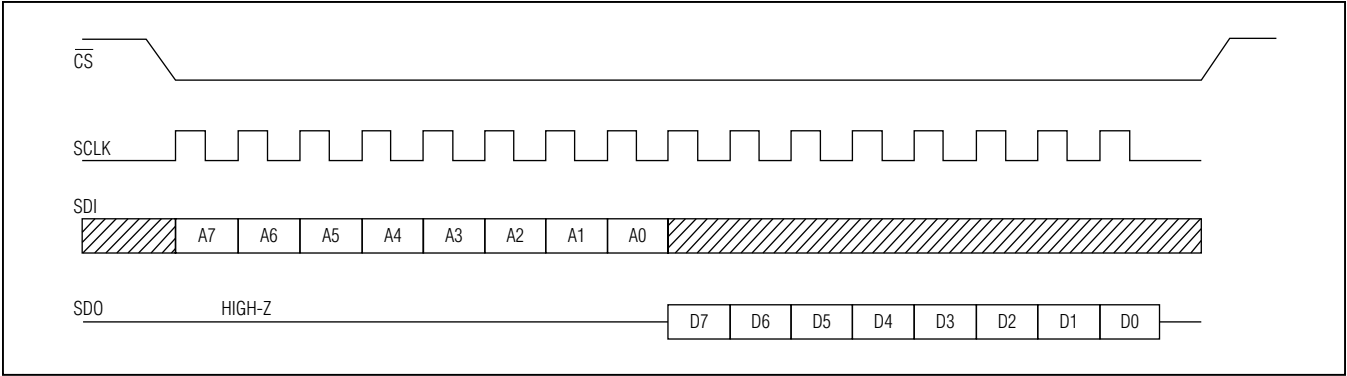 C̅S̅
SCLK
SDI
A7 A6 A5 A4 A3 A2 A1 A0
SDO HIGH-Z
D7 D6 D5 D4 D3 D2 D1 D0